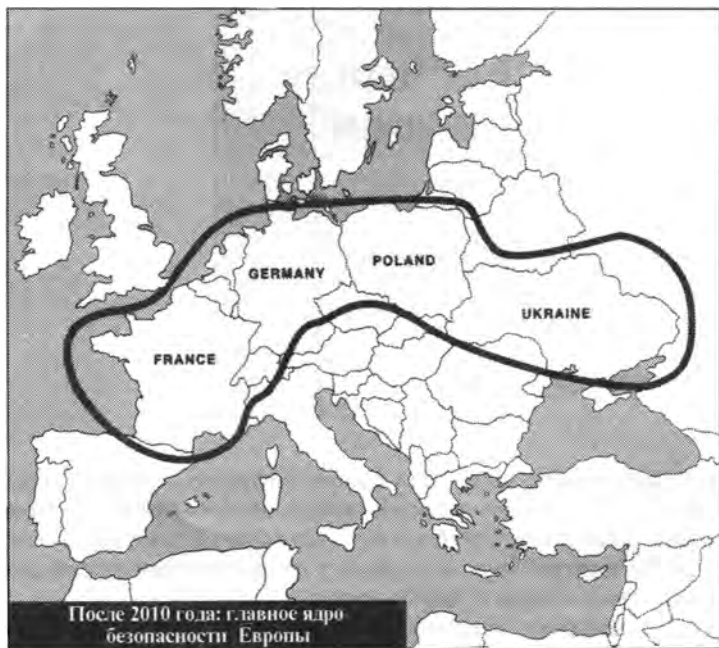 POLAND
GERMANY
UKRAINE
FRANCE
После 2010 года: главное ядро
безопасности Европы